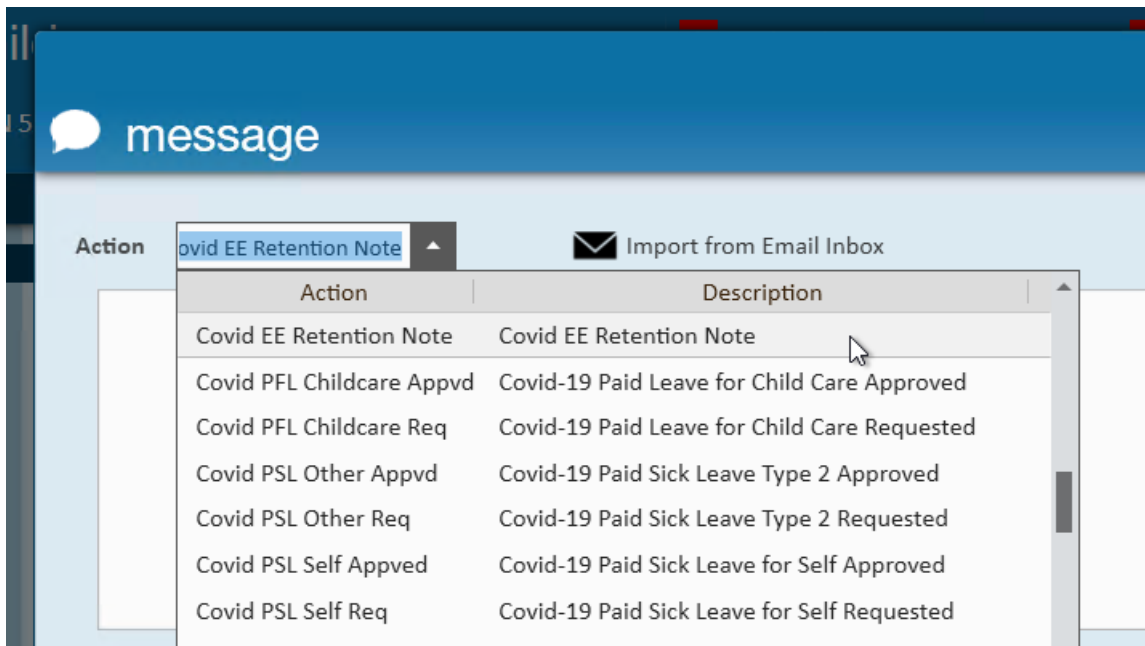 message
Action ovid EE Retention Note Import from Email Inbox
Action Description
Covid EE Retention Note Covid EE Retention Note
Covid PFL Childcare Appvd Covid-19 Paid Leave for Child Care Approved
Covid PFL Childcare Req Covid-19 Paid Leave for Child Care Requested
Covid PSL Other Appvd Covid-19 Paid Sick Leave Type 2 Approved
Covid PSL Other Req Covid-19 Paid Sick Leave Type 2 Requested
Covid PSL Self Appved Covid-19 Paid Sick Leave for Self Approved
Covid PSL Self Req Covid-19 Paid Sick Leave for Self Requested